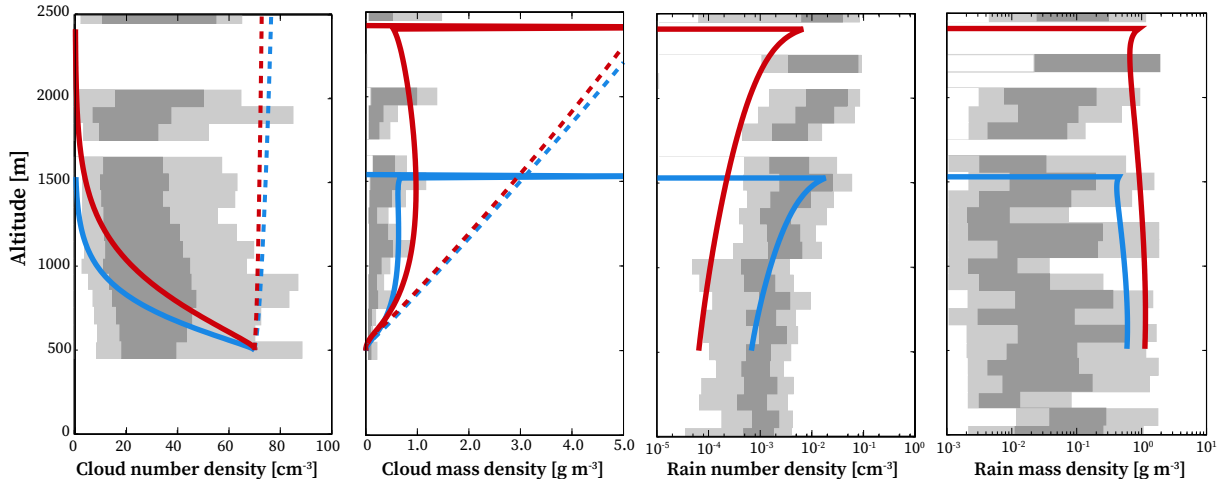 2500
2000
1500
1000
500
0
Altitude [m]
0 20 40 60 80 100
Cloud number density [cm⁻³]
0 1.0 2.0 3.0 4.0 5.0
Cloud mass density [g m⁻³]
10⁻⁵ 10⁻⁴ 10⁻³ 10⁻² 10⁻¹ 10⁰
Rain number density [cm⁻³]
10⁻³ 10⁻² 10⁻¹ 10⁰ 10¹
Rain mass density [g m⁻³]